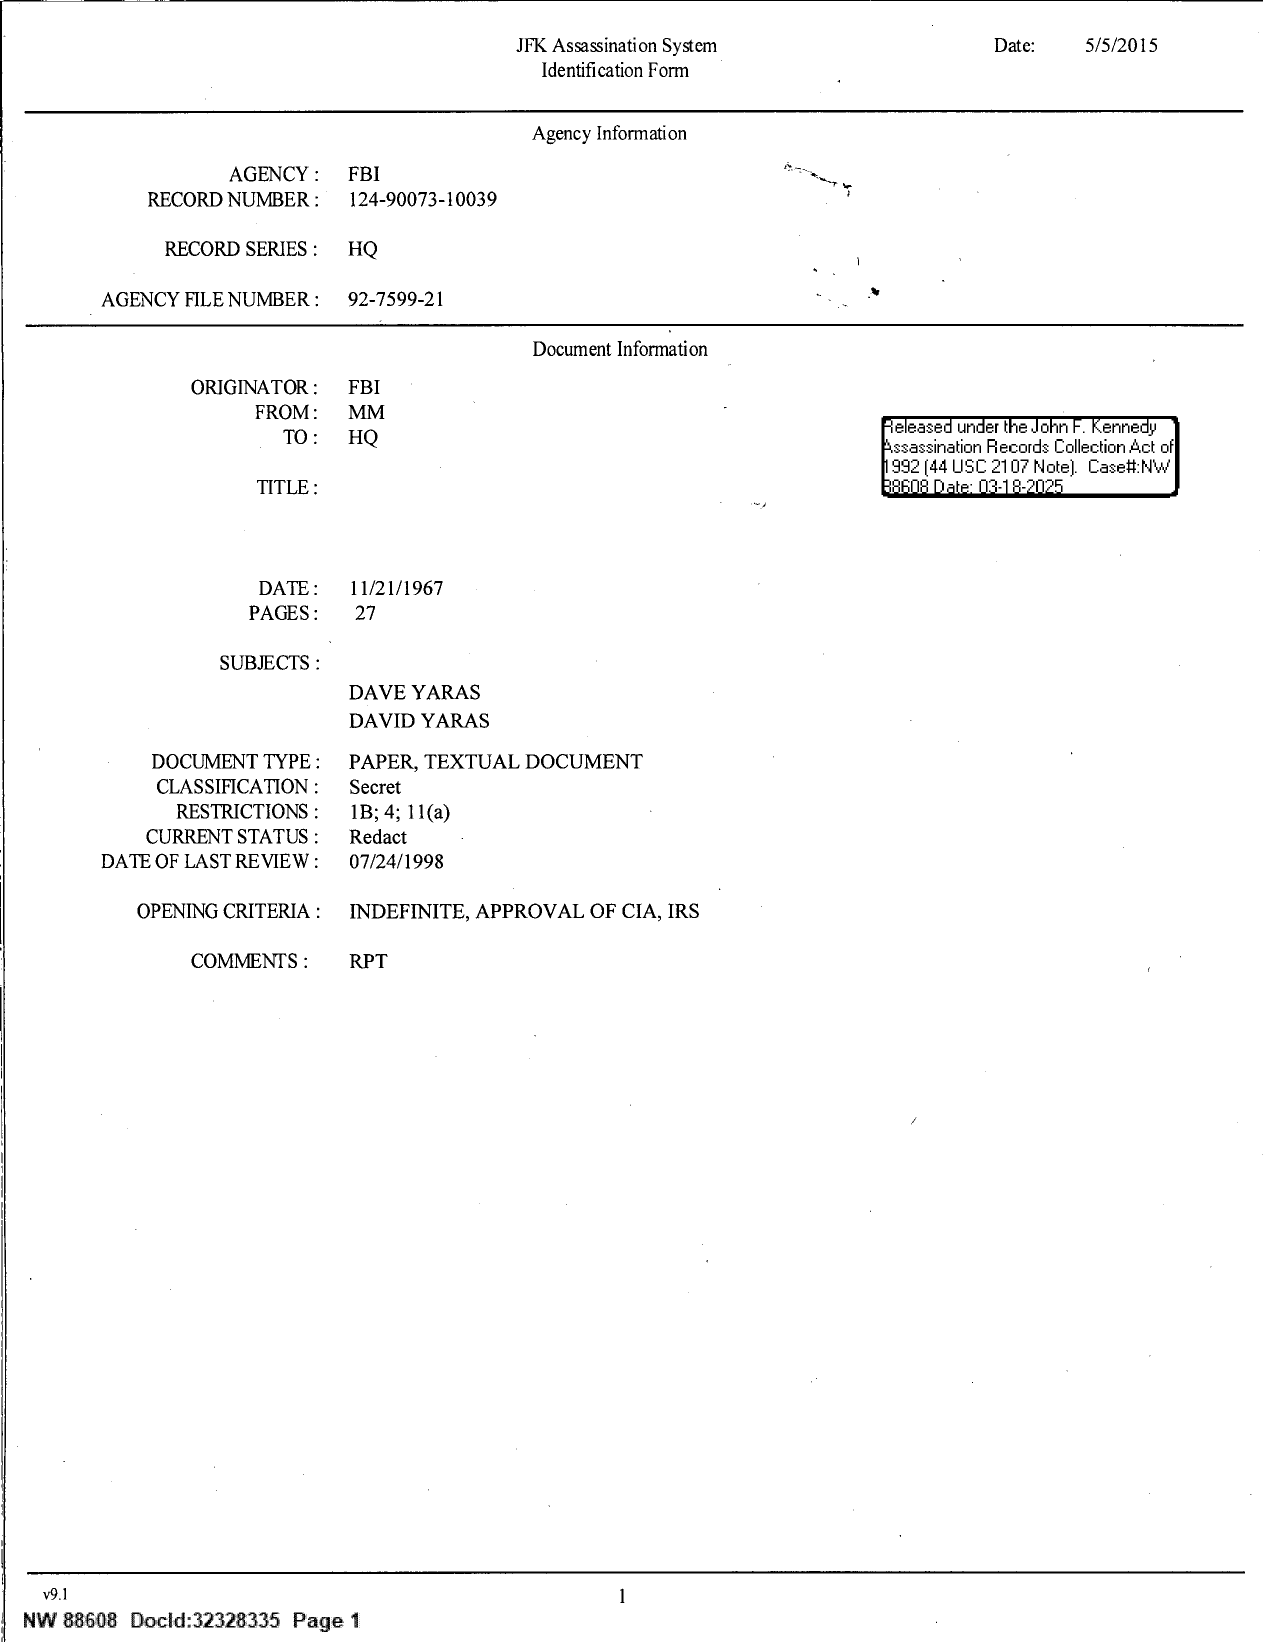 JFK Assassination System
Identification Form
Date: 5/5/2015
Agency Information
AGENCY : FBI
RECORD NUMBER : 124-90073-10039
RECORD SERIES : HQ
AGENCY FILE NUMBER : 92-7599-21
Document Information
ORIGINATOR : FBI
FROM : MM
TO : HQ
TITLE :
Released under the John F. Kennedy
Assassination Records Collection Act of
1992 (44 USC 2107 Note). Case#:NW
88608 Date: 03-18-2025
DATE : 11/21/1967
PAGES : 27
SUBJECTS :
DAVE YARAS
DAVID YARAS
DOCUMENT TYPE : PAPER, TEXTUAL DOCUMENT
CLASSIFICATION : Secret
RESTRICTIONS : 1B; 4; 11(a)
CURRENT STATUS : Redact
DATE OF LAST REVIEW : 07/24/1998
OPENING CRITERIA : INDEFINITE, APPROVAL OF CIA, IRS
COMMENTS : RPT
v9.1
1
NW 88608 DocId:32328335 Page 1